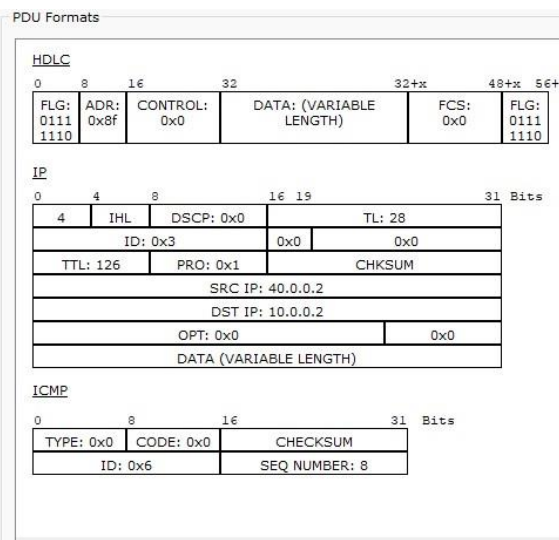 PDU Formats
HDLC
0 8 16 32 32+x 48+x 56+
FLG: ADR: CONTROL: DATA: (VARIABLE FCS: FLG:
0111 0x8f 0x0 LENGTH) 0x0 0111
1110 1110
IP
0 4 8 16 19 31 Bits
4 IHL DSCP: 0x0 TL: 28
ID: 0x3 0x0 0x0
TTL: 126 PRO: 0x1 CHKSUM
SRC IP: 40.0.0.2
DST IP: 10.0.0.2
OPT: 0x0 0x0
DATA (VARIABLE LENGTH)
ICMP
0 8 16 31 Bits
TYPE: 0x0 CODE: 0x0 CHECKSUM
ID: 0x6 SEQ NUMBER: 8